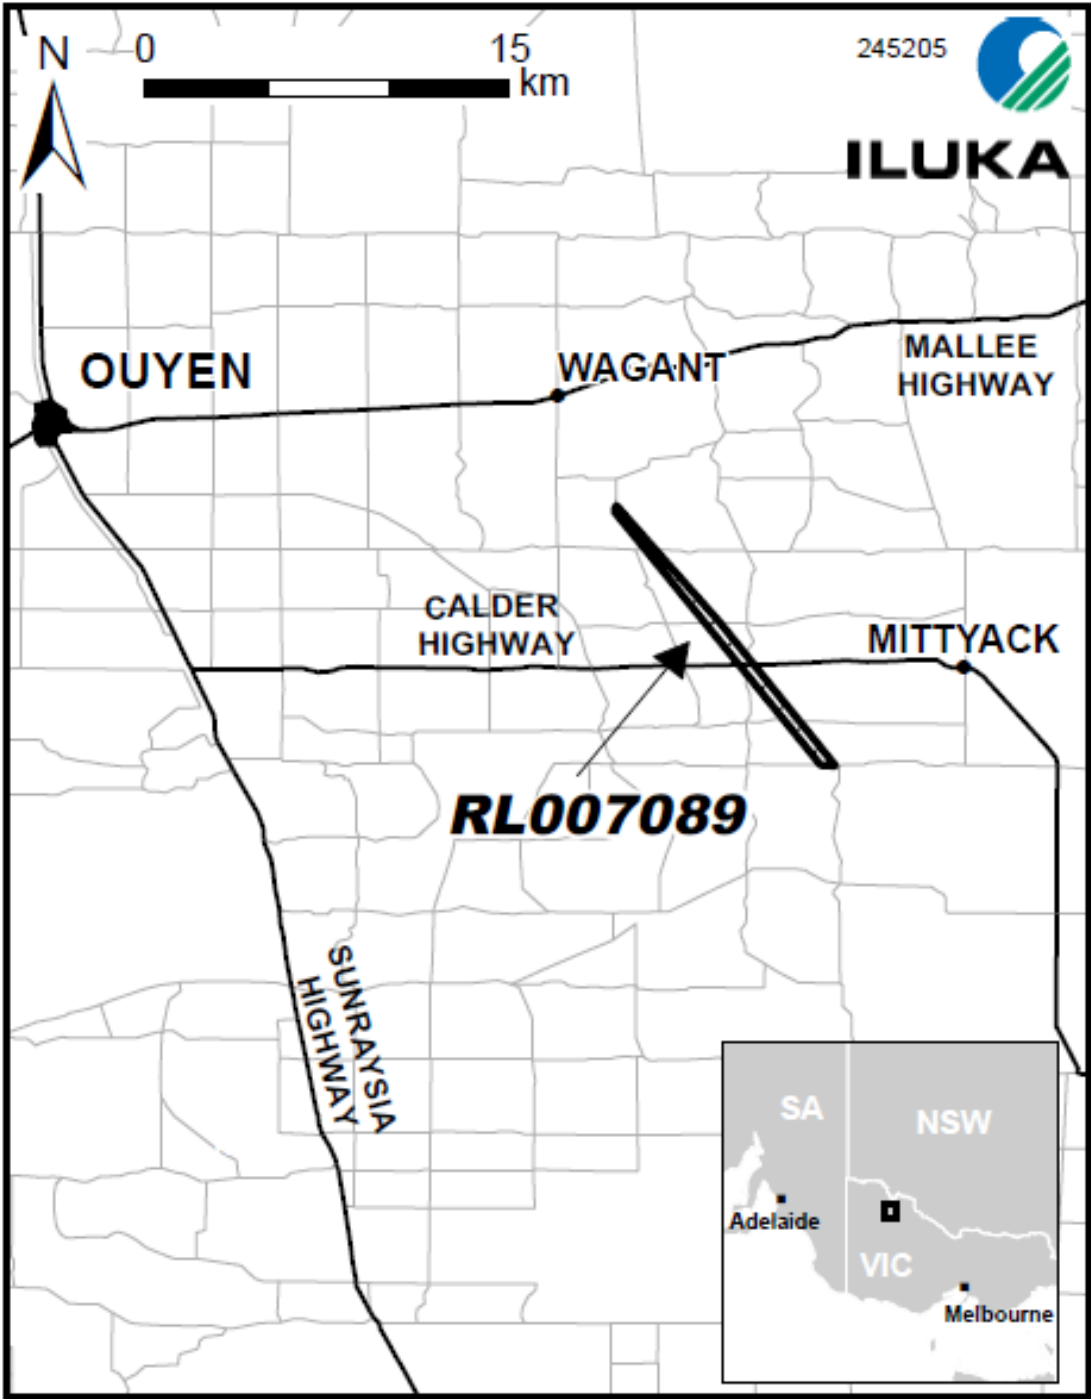 N
0
15
km
245205
ILUKA
OUYEN
WAGANT
MALLEE
HIGHWAY
CALDER
HIGHWAY
MITTYACK
RL007089
SUNRAYSIA
HIGHWAY
SA
NSW
Adelaide
VIC
Melbourne